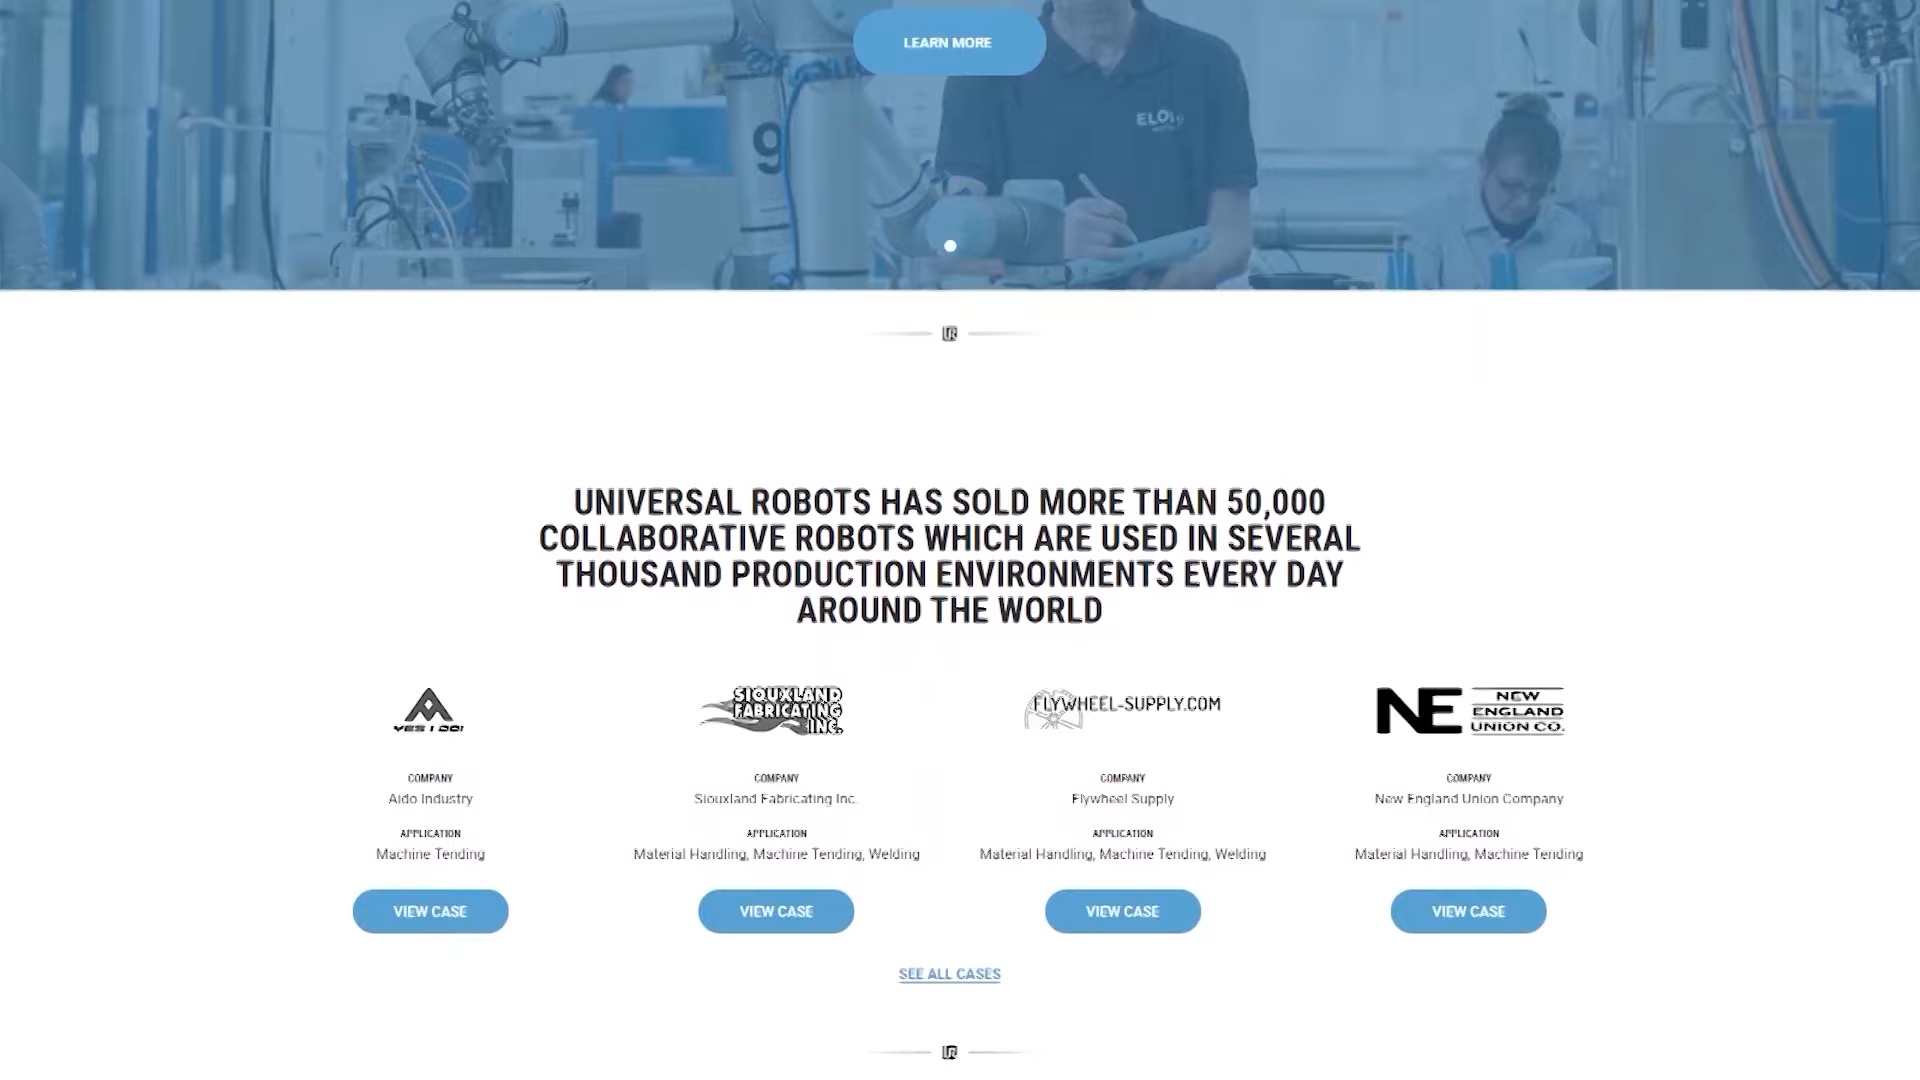 LEARN MORE
9
UNIVERSAL ROBOTS HAS SOLD MORE THAN 50,000
COLLABORATIVE ROBOTS WHICH ARE USED IN SEVERAL
THOUSAND PRODUCTION ENVIRONMENTS EVERY DAY
AROUND THE WORLD
YES I DO!
SIOUXLAND
FABRICATING
INC.
FLYWHEEL-SUPPLY.COM
NE NEW
ENGLAND
UNION CO.
COMPANY
Aido Industry
APPLICATION
Machine Tending
VIEW CASE
COMPANY
Siouxland Fabricating Inc.
APPLICATION
Material Handling, Machine Tending, Welding
VIEW CASE
COMPANY
Flywheel Supply
APPLICATION
Material Handling, Machine Tending, Welding
VIEW CASE
COMPANY
New England Union Company
APPLICATION
Material Handling, Machine Tending
VIEW CASE
SEE ALL CASES